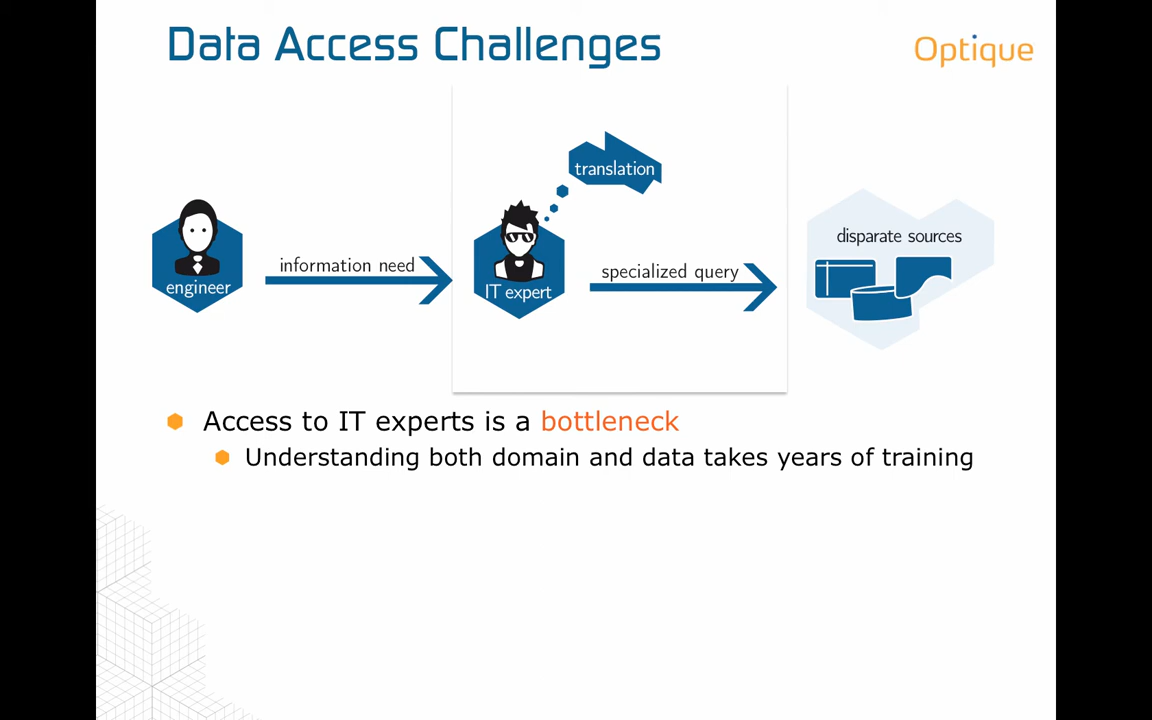 Data Access Challenges
Optique
translation
disparate sources
information need
specialized query
engineer
IT expert
Access to IT experts is a bottleneck
Understanding both domain and data takes years of training